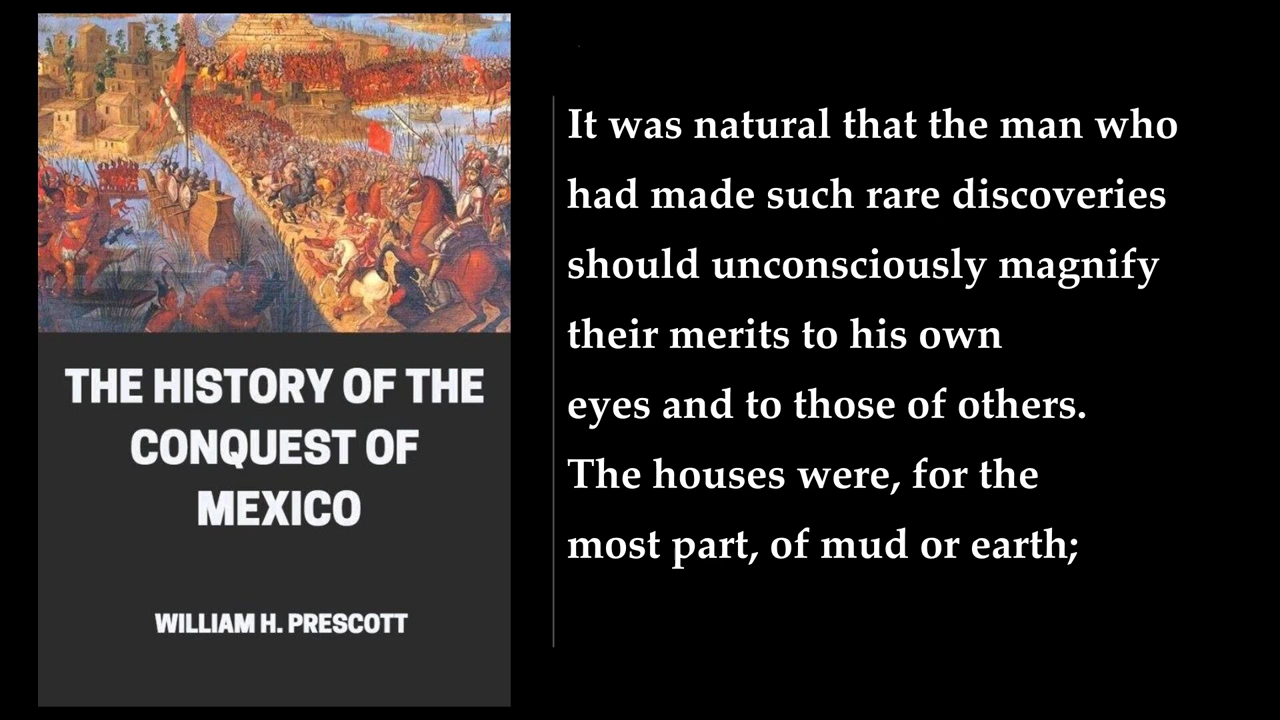 THE HISTORY OF THE
CONQUEST OF
MEXICO
WILLIAM H. PRESCOTT
It was natural that the man who
had made such rare discoveries
should unconsciously magnify
their merits to his own
eyes and to those of others.
The houses were, for the
most part, of mud or earth;